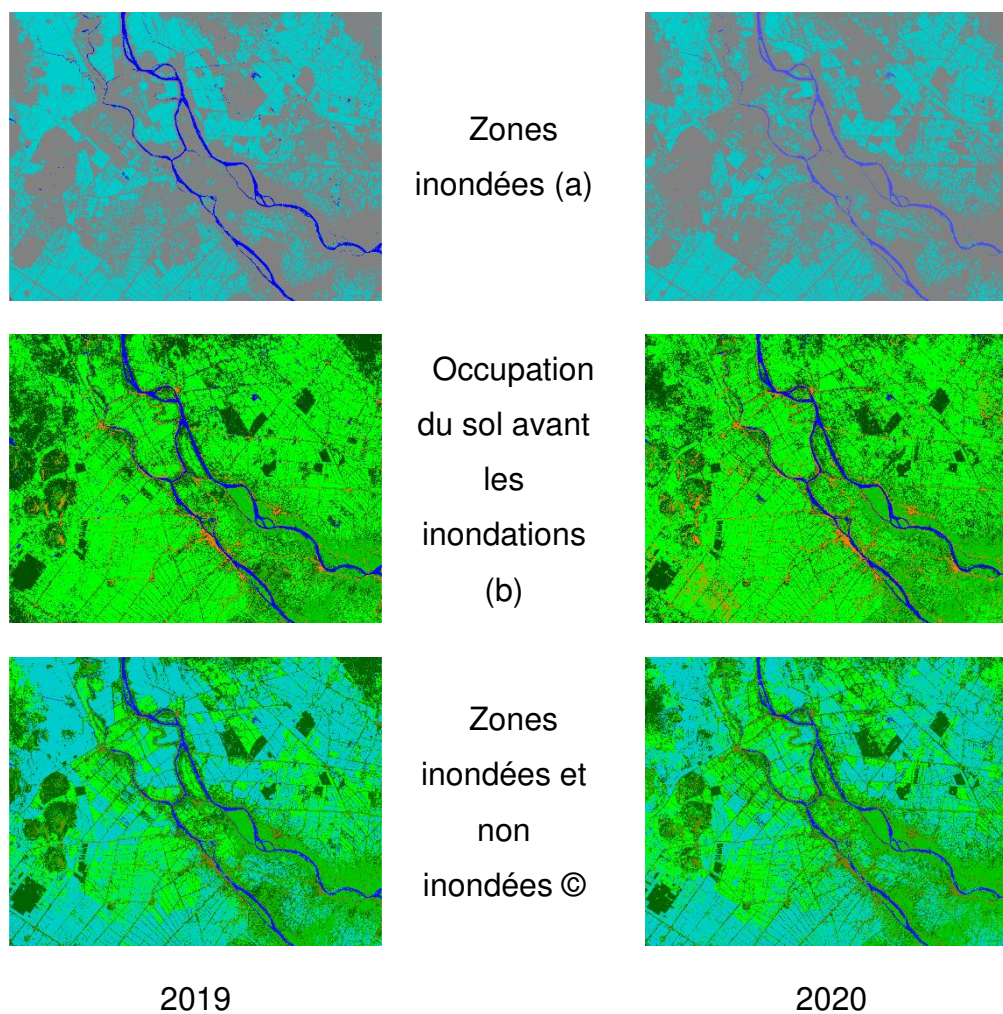 Zones
inondées (a)
Occupation
du sol avant
les
inondations
(b)
Zones
inondées et
non
inondées ©
2019
2020